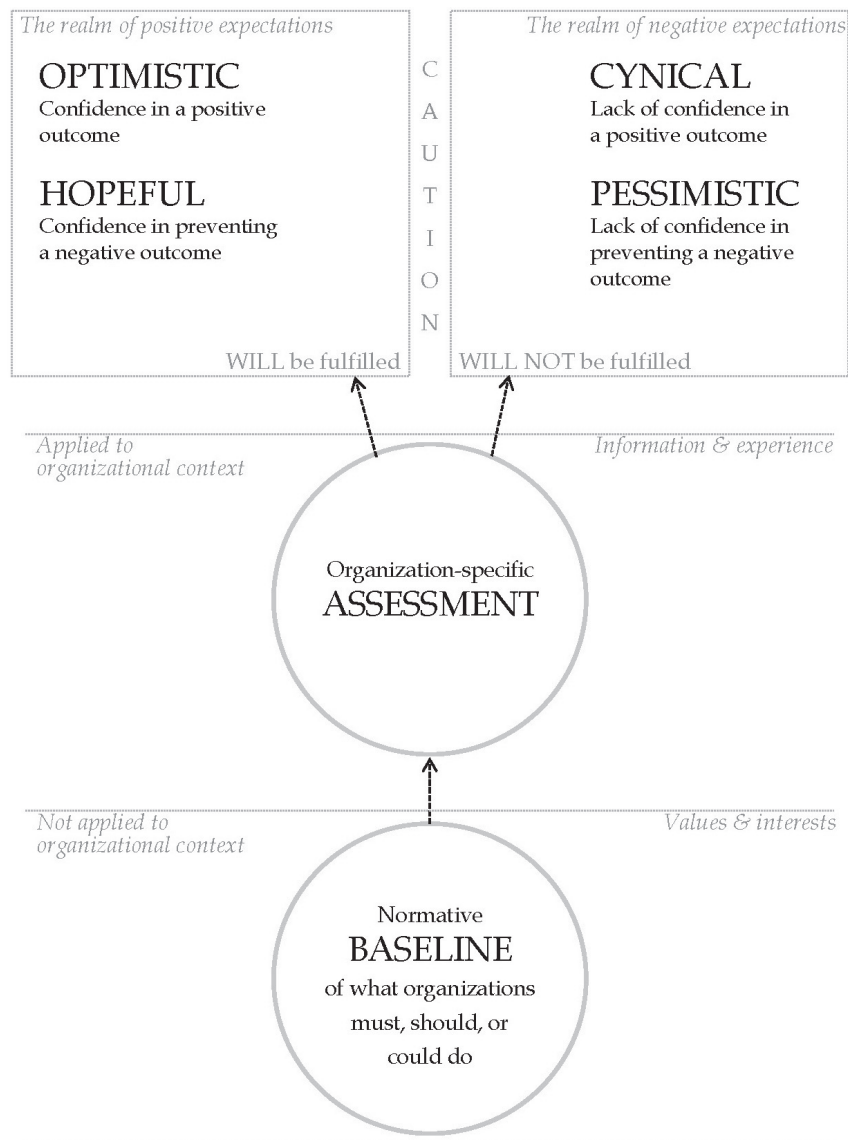 The realm of positive expectations
OPTIMISTIC
Confidence in a positive
outcome
HOPEFUL
Confidence in preventing
a negative outcome
WILL be fulfilled
C
A
U
T
I
O
N
The realm of negative expectations
CYNICAL
Lack of confidence in
a positive outcome
PESSIMISTIC
Lack of confidence in
preventing a negative
outcome
WILL NOT be fulfilled
Applied to
organizational context
Information & experience
Organization-specific
ASSESSMENT
Not applied to
organizational context
Values & interests
Normative
BASELINE
of what organizations
must, should, or
could do